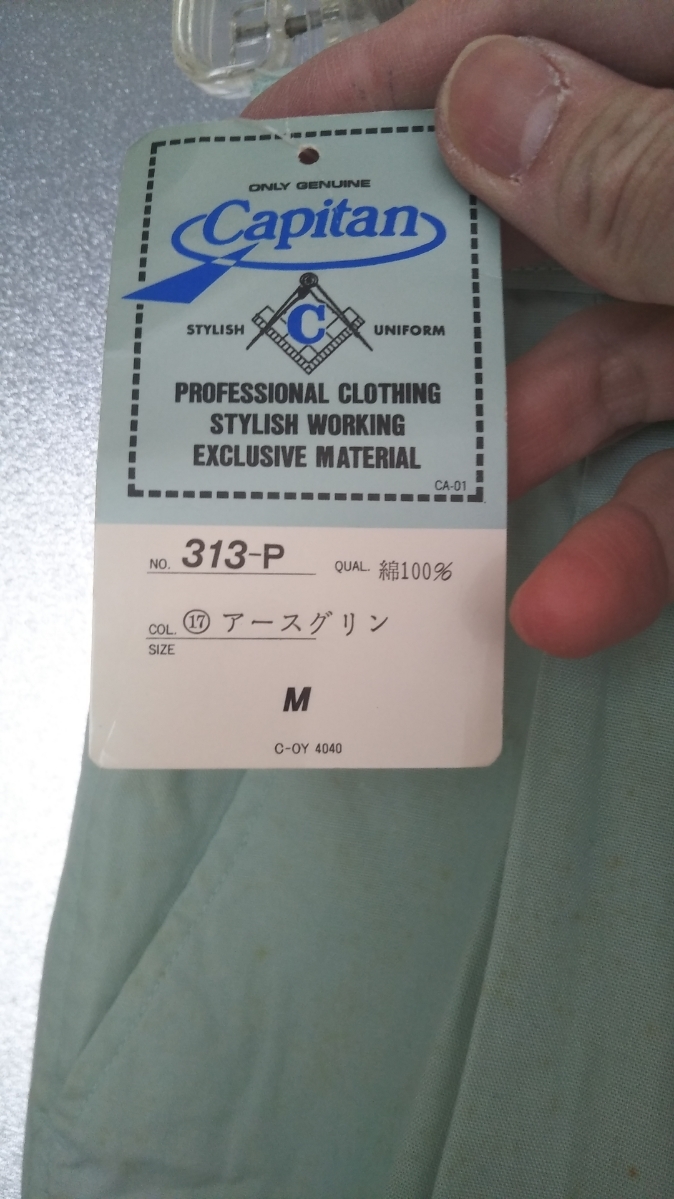 ONLY GENUINE
Capitan
STYLISH C UNIFORM
PROFESSIONAL CLOTHING
STYLISH WORKING
EXCLUSIVE MATERIAL
CA-01
NO. 313-P QUAL. 綿100%
COL. ⑰ アースグリン
SIZE
M
C-OY 4040